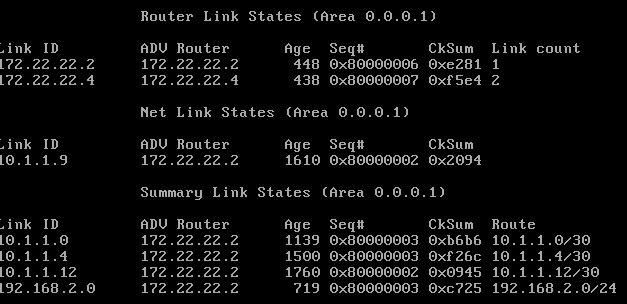 Router Link States (Area 0.0.0.1)
Link ID ADV Router Age Seq# CkSum Link count
172.22.22.2 172.22.22.2 448 0x80000006 0xe281 1
172.22.22.4 172.22.22.4 438 0x80000007 0xf5e4 2
Net Link States (Area 0.0.0.1)
Link ID ADV Router Age Seq# CkSum
10.1.1.9 172.22.22.2 1610 0x80000002 0x2094
Summary Link States (Area 0.0.0.1)
Link ID ADV Router Age Seq# CkSum Route
10.1.1.0 172.22.22.2 1139 0x80000003 0xb6b6 10.1.1.0/30
10.1.1.4 172.22.22.2 1500 0x80000003 0xf26c 10.1.1.4/30
10.1.1.12 172.22.22.2 1760 0x80000002 0x0945 10.1.1.12/30
192.168.2.0 172.22.22.2 719 0x80000003 0xc725 192.168.2.0/24